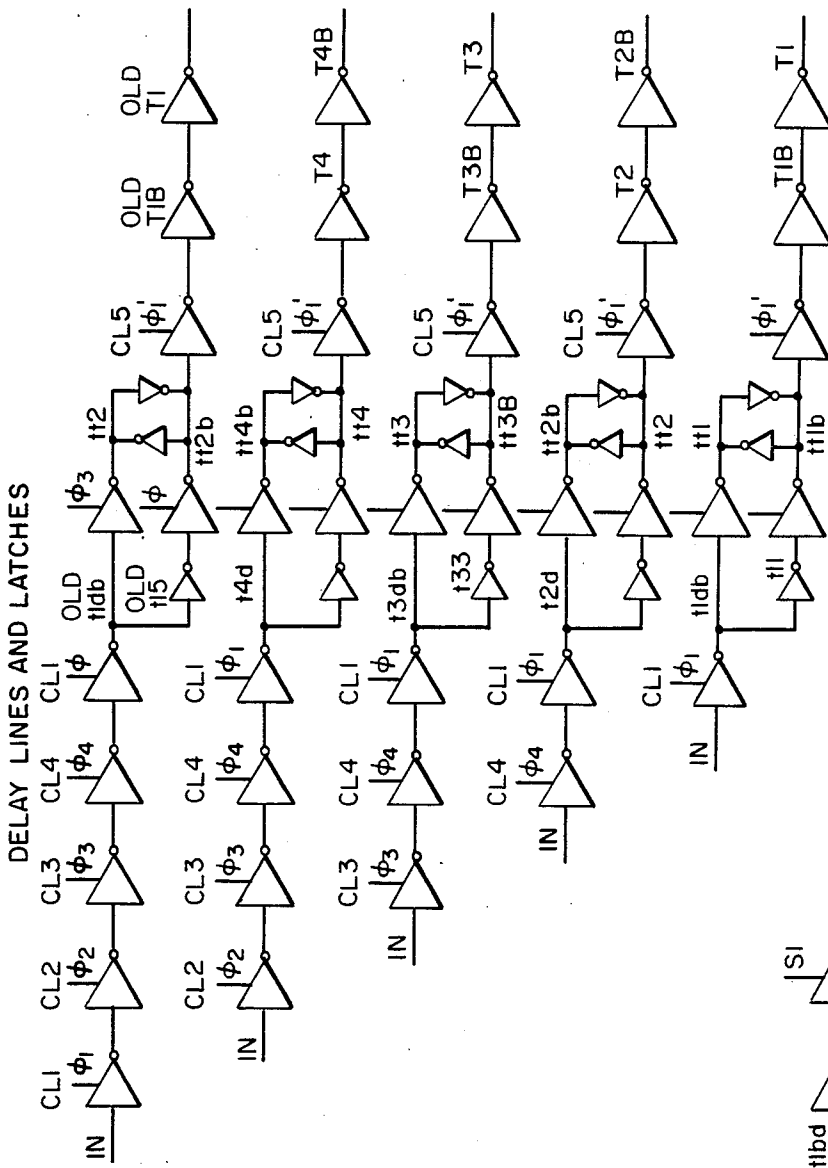 DELAY LINES AND LATCHES
CL1 CL2 CL3 CL4 CL1
ϕ1 ϕ2 ϕ3 ϕ4 ϕ
IN
OLD t1db
OLD t15
ϕ3
ϕ
tt2
tt2b
CL5
ϕ1'
OLD T1B
OLD T1
CL2 CL3 CL4 CL1
ϕ2 ϕ3 ϕ4 ϕ1
IN
t4d
tt4b
tt4
CL5
ϕ1'
T4
T4B
CL3 CL4 CL1
ϕ3 ϕ4 ϕ1
IN
t3db
t33
tt3
tt3B
CL5
ϕ1'
T3B
T3
CL4 CL1
ϕ4 ϕ1
IN
t2d
tt2b
tt2
CL5
ϕ1'
T2
T2B
CL1
ϕ1
IN
t1db
t11
tt1
tt1b
ϕ1'
T1B
T1
t1bd
S1